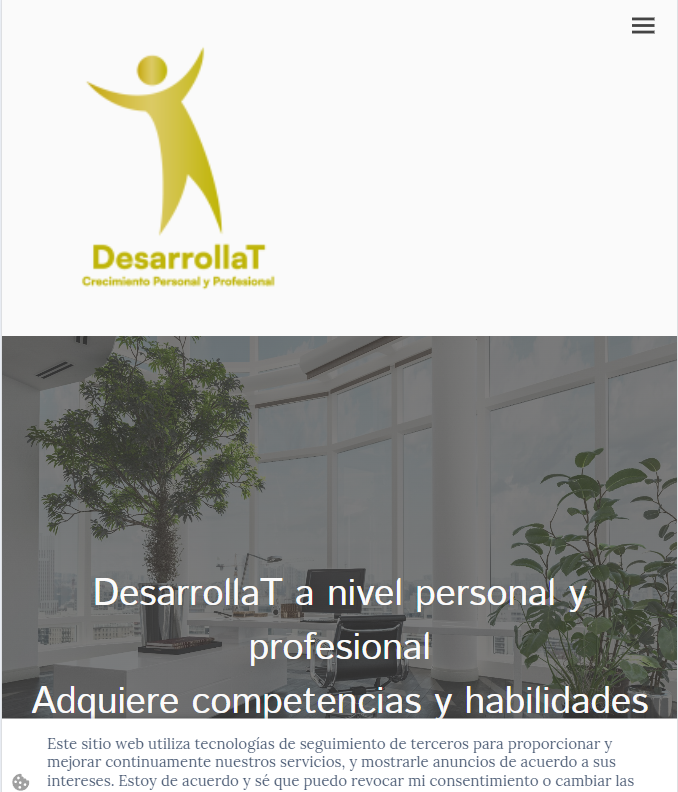 DesarrollaT
Crecimiento Personal y Profesional
DesarrollaT a nivel personal y
profesional
Adquiere competencias y habilidades
Este sitio web utiliza tecnologías de seguimiento de terceros para proporcionar y
mejorar continuamente nuestros servicios, y mostrarle anuncios de acuerdo a sus
intereses. Estoy de acuerdo y sé que puedo revocar mi consentimiento o cambiar las